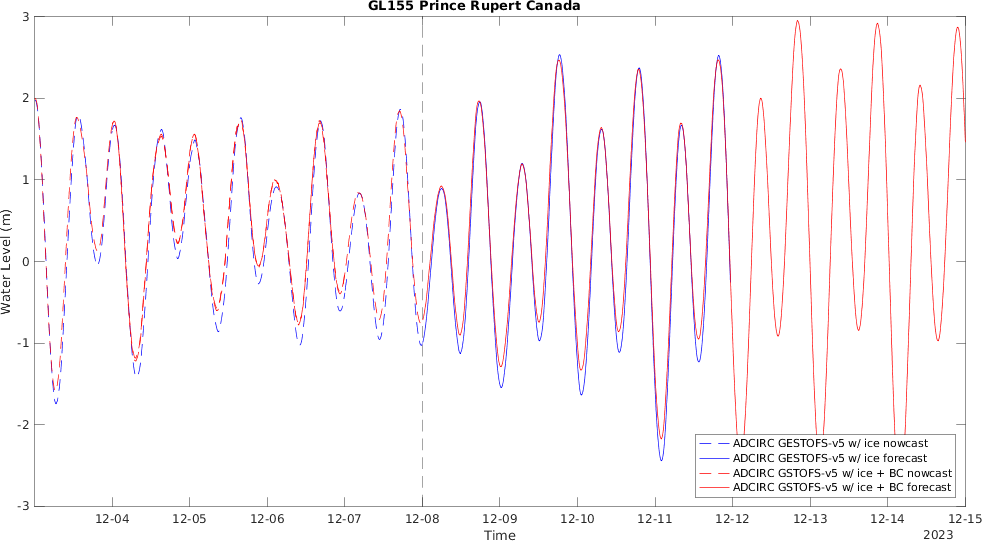 GL155 Prince Rupert Canada
3
2
1
0
-1
-2
-3
Water Level (m)
ADCIRC GESTOFS-v5 w/ ice nowcast
ADCIRC GESTOFS-v5 w/ ice forecast
ADCIRC GSTOFS-v5 w/ ice + BC nowcast
ADCIRC GSTOFS-v5 w/ ice + BC forecast
12-04 12-05 12-06 12-07 12-08 12-09 12-10 12-11 12-12 12-13 12-14 12-15
Time
2023